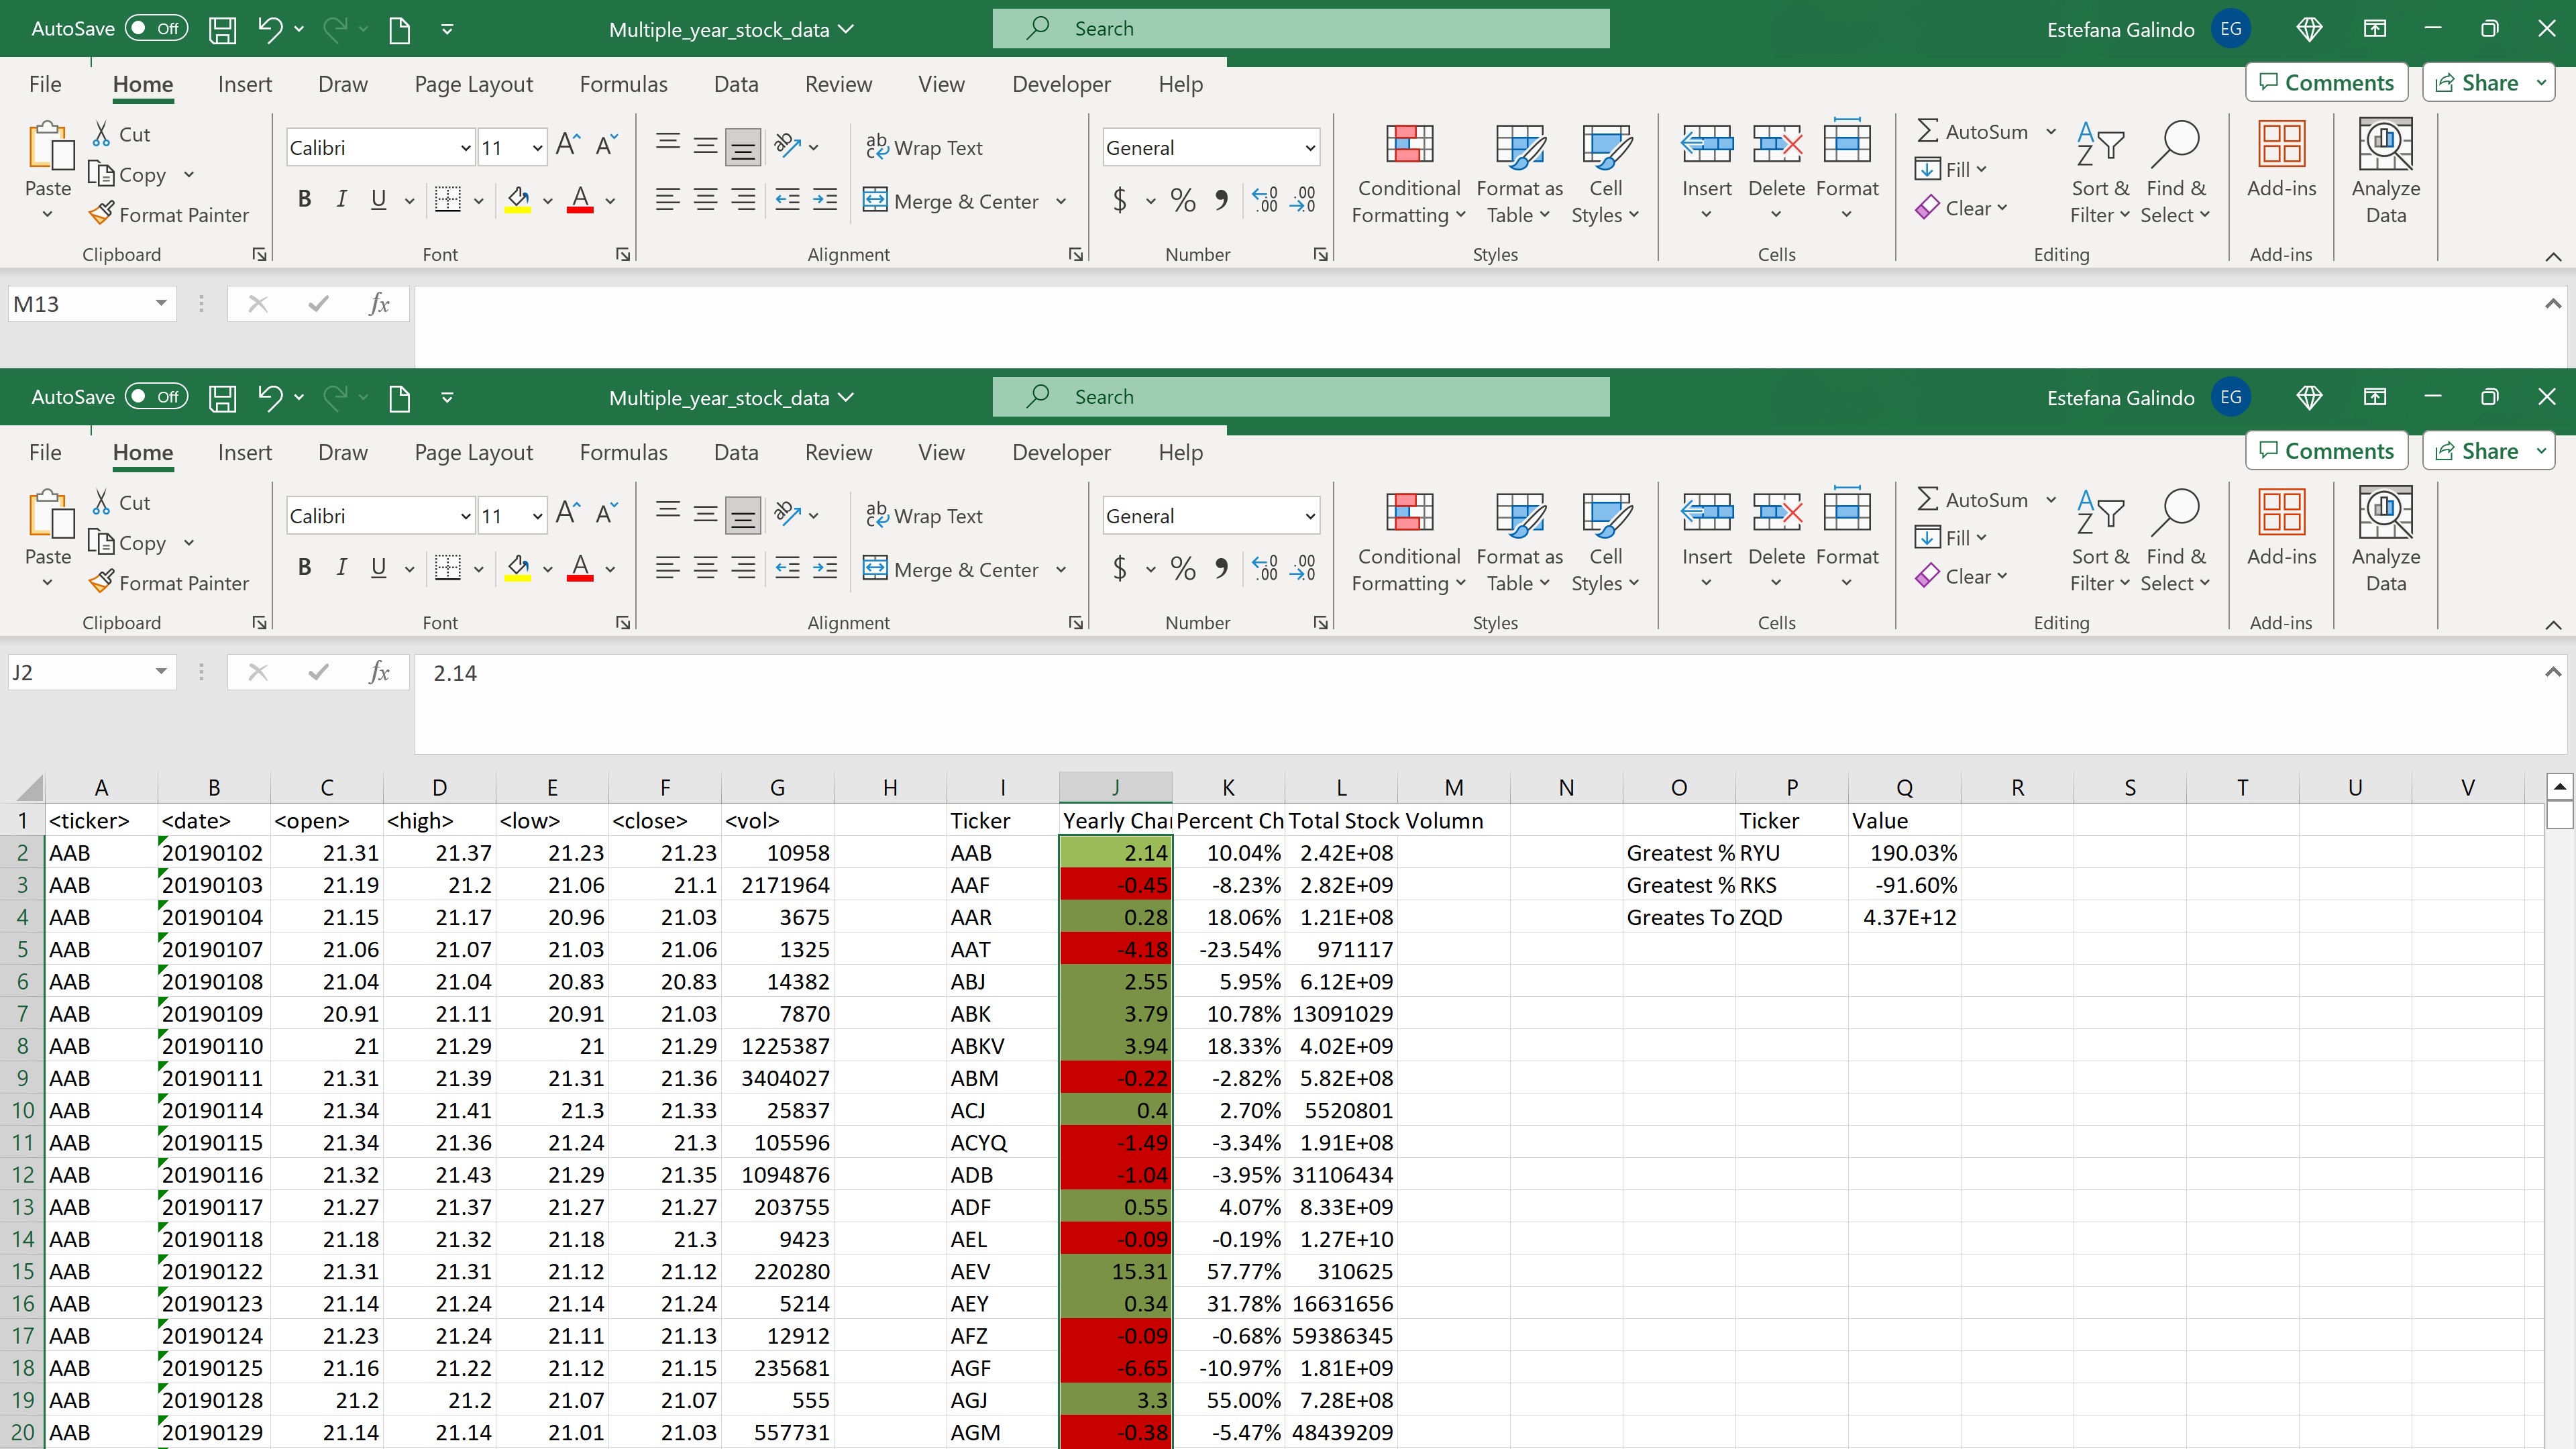 AutoSave Off Multiple_year_stock_data Search Estefana Galindo EG
File Home Insert Draw Page Layout Formulas Data Review View Developer Help Comments Share
Cut Calibri 11 A A ab Wrap Text General AutoSum
Copy Fill
Paste Conditional Format as Cell Insert Delete Format Sort & Find & Add-ins Analyze
B I U A Merge & Center $ % Clear
Format Painter Formatting Table Styles Filter Select Data
Clipboard Font Alignment Number Styles Cells Editing Add-ins
M13 fx
AutoSave Off Multiple_year_stock_data Search Estefana Galindo EG
File Home Insert Draw Page Layout Formulas Data Review View Developer Help Comments Share
Cut Calibri 11 A A ab Wrap Text General AutoSum
Copy Fill
Paste Conditional Format as Cell Insert Delete Format Sort & Find & Add-ins Analyze
B I U A Merge & Center $ % Clear
Format Painter Formatting Table Styles Filter Select Data
Clipboard Font Alignment Number Styles Cells Editing Add-ins
J2 fx 2.14
A B C D E F G H I J K L M N O P Q R S T U V
1 <ticker> <date> <open> <high> <low> <close> <vol> Ticker Yearly Cha Percent Ch Total Stock Volumn Ticker Value
2 AAB 20190102 21.31 21.37 21.23 21.23 10958 AAB 2.14 10.04% 2.42E+08 Greatest % RYU 190.03%
3 AAB 20190103 21.19 21.2 21.06 21.1 2171964 AAF -0.45 -8.23% 2.82E+09 Greatest % RKS -91.60%
4 AAB 20190104 21.15 21.17 20.96 21.03 3675 AAR 0.28 18.06% 1.21E+08 Greates To ZQD 4.37E+12
5 AAB 20190107 21.06 21.07 21.03 21.06 1325 AAT -4.18 -23.54% 971117
6 AAB 20190108 21.04 21.04 20.83 20.83 14382 ABJ 2.55 5.95% 6.12E+09
7 AAB 20190109 20.91 21.11 20.91 21.03 7870 ABK 3.79 10.78% 13091029
8 AAB 20190110 21 21.29 21 21.29 1225387 ABKV 3.94 18.33% 4.02E+09
9 AAB 20190111 21.31 21.39 21.31 21.36 3404027 ABM -0.22 -2.82% 5.82E+08
10 AAB 20190114 21.34 21.41 21.3 21.33 25837 ACJ 0.4 2.70% 5520801
11 AAB 20190115 21.34 21.36 21.24 21.3 105596 ACYQ -1.49 -3.34% 1.91E+08
12 AAB 20190116 21.32 21.43 21.29 21.35 1094876 ADB -1.04 -3.95% 31106434
13 AAB 20190117 21.27 21.37 21.27 21.27 203755 ADF 0.55 4.07% 8.33E+09
14 AAB 20190118 21.18 21.32 21.18 21.3 9423 AEL -0.09 -0.19% 1.27E+10
15 AAB 20190122 21.31 21.31 21.12 21.12 220280 AEV 15.31 57.77% 310625
16 AAB 20190123 21.14 21.24 21.14 21.24 5214 AEY 0.34 31.78% 16631656
17 AAB 20190124 21.23 21.24 21.11 21.13 12912 AFZ -0.09 -0.68% 59386345
18 AAB 20190125 21.16 21.22 21.12 21.15 235681 AGF -6.65 -10.97% 1.81E+09
19 AAB 20190128 21.2 21.2 21.07 21.07 555 AGJ 3.3 55.00% 7.28E+08
20 AAB 20190129 21.14 21.14 21.01 21.03 557731 AGM -0.38 -5.47% 48439209